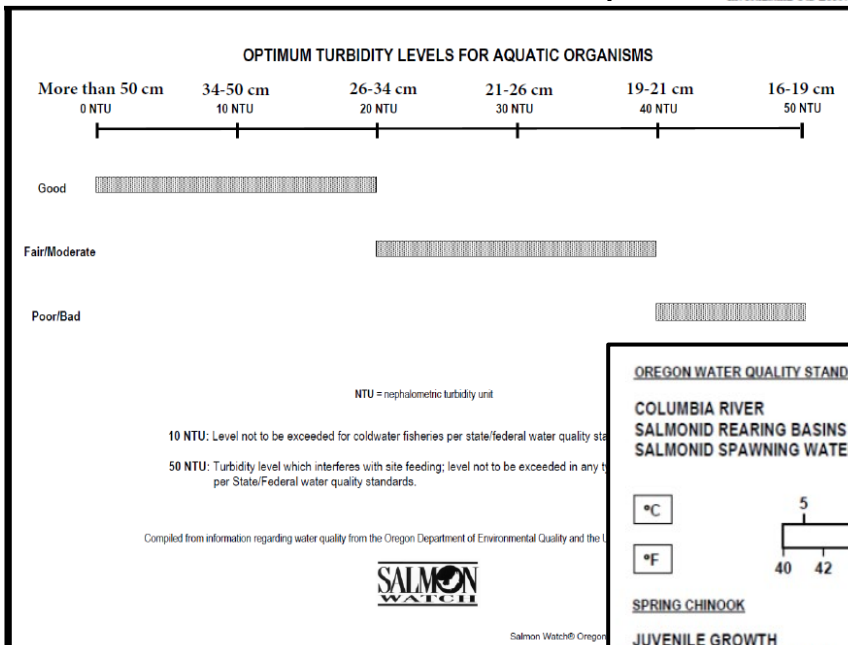 OPTIMUM TURBIDITY LEVELS FOR AQUATIC ORGANISMS
More than 50 cm 34-50 cm 26-34 cm 21-26 cm 19-21 cm 16-19 cm
0 NTU 10 NTU 20 NTU 30 NTU 40 NTU 50 NTU
Good
Fair/Moderate
Poor/Bad
NTU = nephalometric turbidity unit
10 NTU: Level not to be exceeded for coldwater fisheries per state/federal water quality sta
50 NTU: Turbidity level which interferes with site feeding; level not to be exceeded in any ty
per State/Federal water quality standards.
Compiled from information regarding water quality from the Oregon Department of Environmental Quality and the U
SALMON
WATCH
Salmon Watch® Oregon
OREGON WATER QUALITY STAND
COLUMBIA RIVER
SALMONID REARING BASINS
SALMONID SPAWNING WATE
°C 5
°F 40 42
SPRING CHINOOK
JUVENILE GROWTH